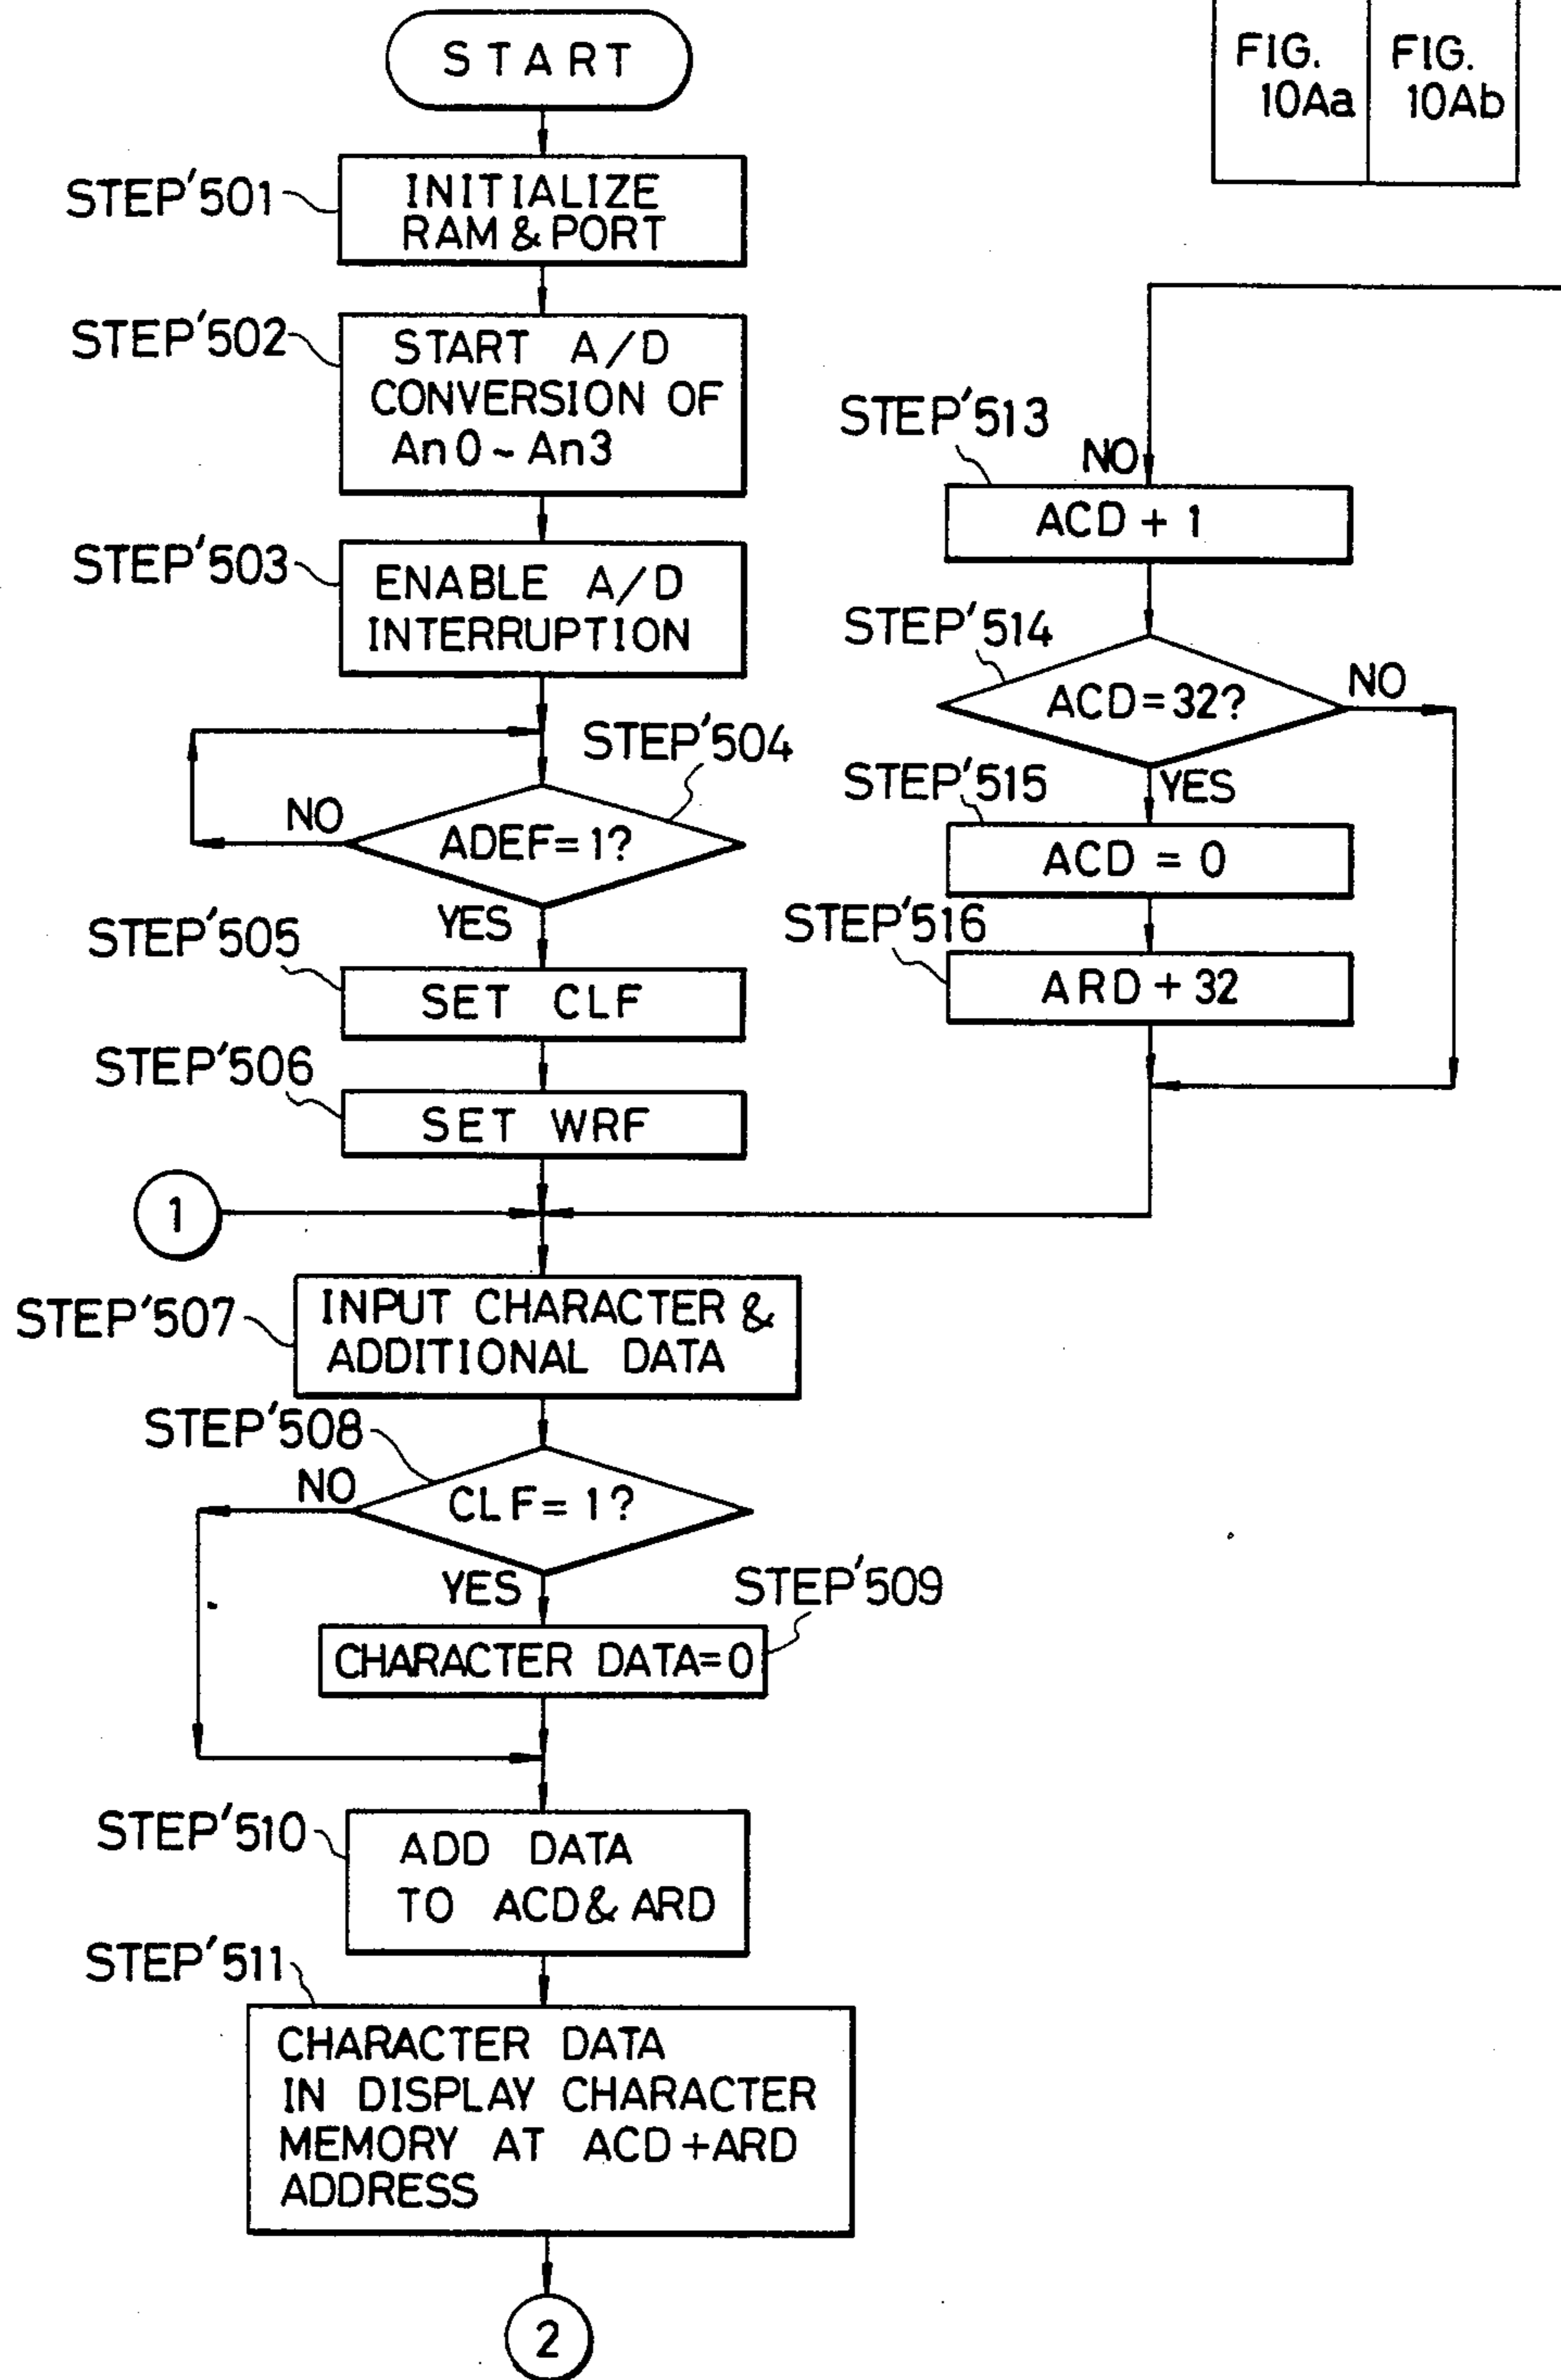 START
FIG.
10Aa
FIG.
10Ab
STEP'501
INITIALIZE
RAM & PORT
STEP'502
START A/D
CONVERSION OF
An0 ~ An3
STEP'503
ENABLE A/D
INTERRUPTION
STEP'504
NO
ADEF=1?
YES
STEP'505
SET CLF
STEP'506
SET WRF
1
STEP'507
INPUT CHARACTER &
ADDITIONAL DATA
STEP'508
NO
CLF=1?
YES
STEP'509
CHARACTER DATA=0
STEP'510
ADD DATA
TO ACD & ARD
STEP'511
CHARACTER DATA
IN DISPLAY CHARACTER
MEMORY AT ACD+ARD
ADDRESS
2
STEP'513
NO
ACD + 1
STEP'514
ACD=32?
NO
YES
STEP'515
ACD = 0
STEP'516
ARD + 32